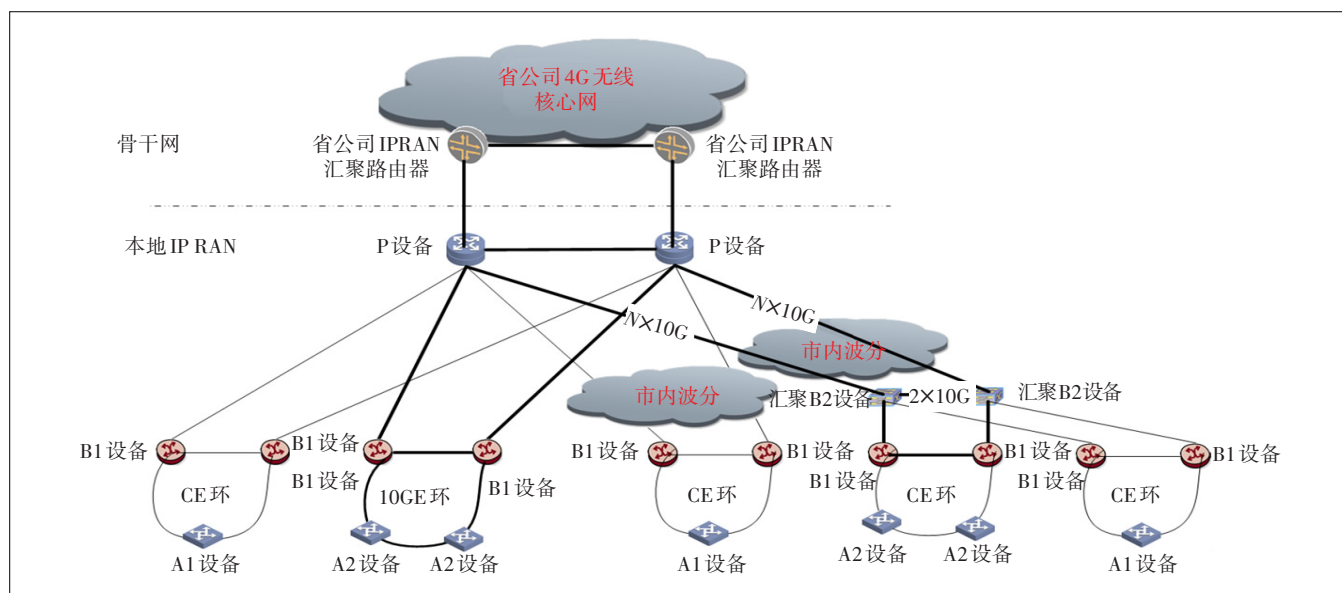 省公司4G无线
核心网
骨干网
省公司IPRAN
汇聚路由器
省公司IPRAN
汇聚路由器
本地IP RAN
P设备
P设备
N×10G
N×10G
市内波分
市内波分
汇聚B2设备
2×10G
汇聚B2设备
B1设备
B1设备
B1设备
B1设备
B1设备
B1设备
B1设备
B1设备
B1设备
CE环
10GE环
CE环
CE环
CE环
A1设备
A2设备
A2设备
A1设备
A2设备
A2设备
A1设备